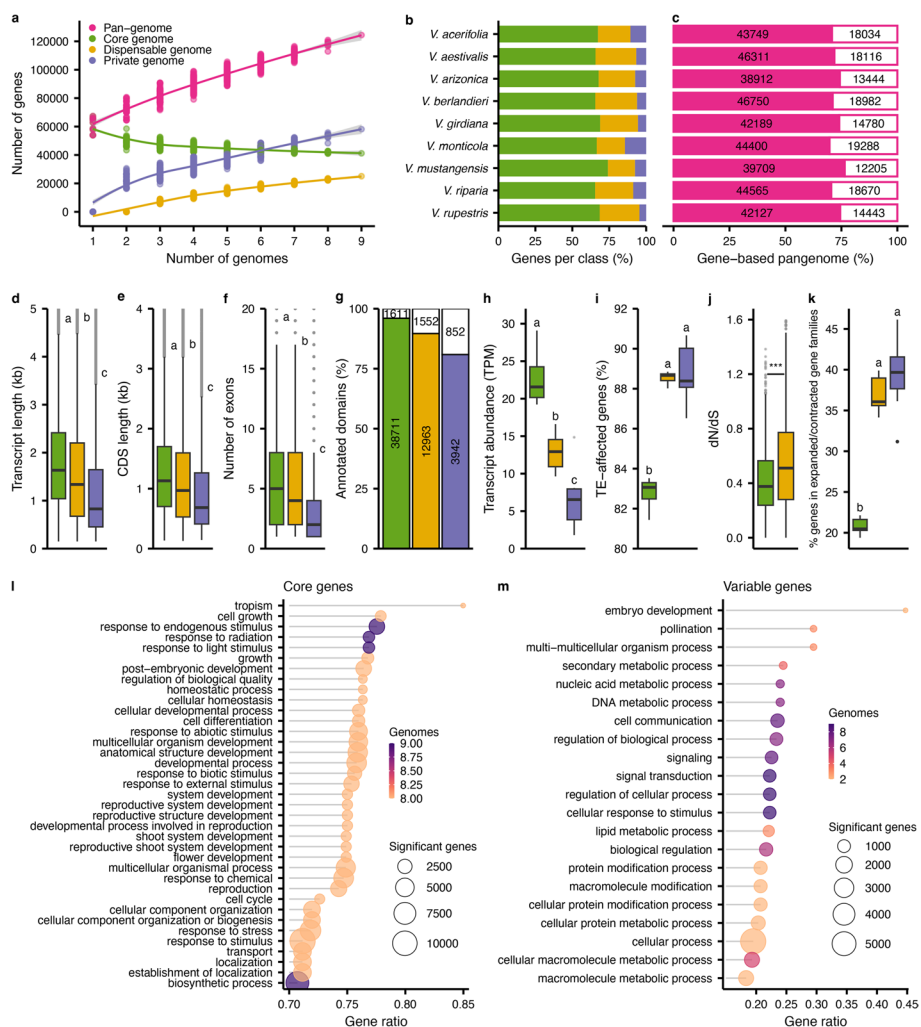 a
Pan−genome
Core genome
Dispensable genome
Private genome
120000
100000
80000
60000
40000
20000
0
Number of genes
1 2 3 4 5 6 7 8 9
Number of genomes
b
V. acerifolia
V. aestivalis
V. arizonica
V. berlandieri
V. girdiana
V. monticola
V. mustangensis
V. riparia
V. rupestris
0 25 50 75 100
Genes per class (%)
c
43749 18034
46311 18116
38912 13444
46750 18982
42189 14780
44400 19288
39709 12205
44565 18670
42127 14443
0 25 50 75 100
Gene−based pangenome (%)
d
Transcript length (kb)
5
4
3
2
1
0
a
b
c
e
CDS length (kb)
4
3
2
1
0
a
b
c
f
Number of exons
20
15
10
5
0
a
b
c
g
Annotated domains (%)
100
75
50
25
0
1611
1552
852
38711
12963
3942
h
Transcript abundance (TPM)
30
25
20
15
10
5
0
a
b
c
i
TE−affected genes (%)
92
90
88
86
84
82
80
b
a
a
j
dN/dS
1.6
1.2
0.8
0.4
0.0
***
k
% genes in expanded/contracted gene families
45
40
35
30
25
20
b
a
a
l
Core genes
tropism
cell growth
response to endogenous stimulus
response to radiation
response to light stimulus
growth
post−embryonic development
regulation of biological quality
homeostatic process
cellular homeostasis
cellular developmental process
cell differentiation
response to abiotic stimulus
multicellular organism development
anatomical structure development
developmental process
response to biotic stimulus
response to external stimulus
system development
reproductive system development
reproductive structure development
developmental process involved in reproduction
shoot system development
reproductive shoot system development
flower development
multicellular organismal process
response to chemical
reproduction
cell cycle
cellular component organization
cellular component organization or biogenesis
response to stress
response to stimulus
transport
localization
establishment of localization
biosynthetic process
0.70 0.75 0.80 0.85
Gene ratio
Genomes
9.00
8.75
8.50
8.25
8.00
Significant genes
2500
5000
7500
10000
m
Variable genes
embryo development
pollination
multi−multicellular organism process
secondary metabolic process
nucleic acid metabolic process
DNA metabolic process
cell communication
regulation of biological process
signaling
signal transduction
regulation of cellular process
cellular response to stimulus
lipid metabolic process
biological regulation
protein modification process
macromolecule modification
cellular protein modification process
cellular protein metabolic process
cellular process
cellular macromolecule metabolic process
macromolecule metabolic process
0.20 0.25 0.30 0.35 0.40 0.45
Gene ratio
Genomes
8
6
4
2
Significant genes
1000
2000
3000
4000
5000